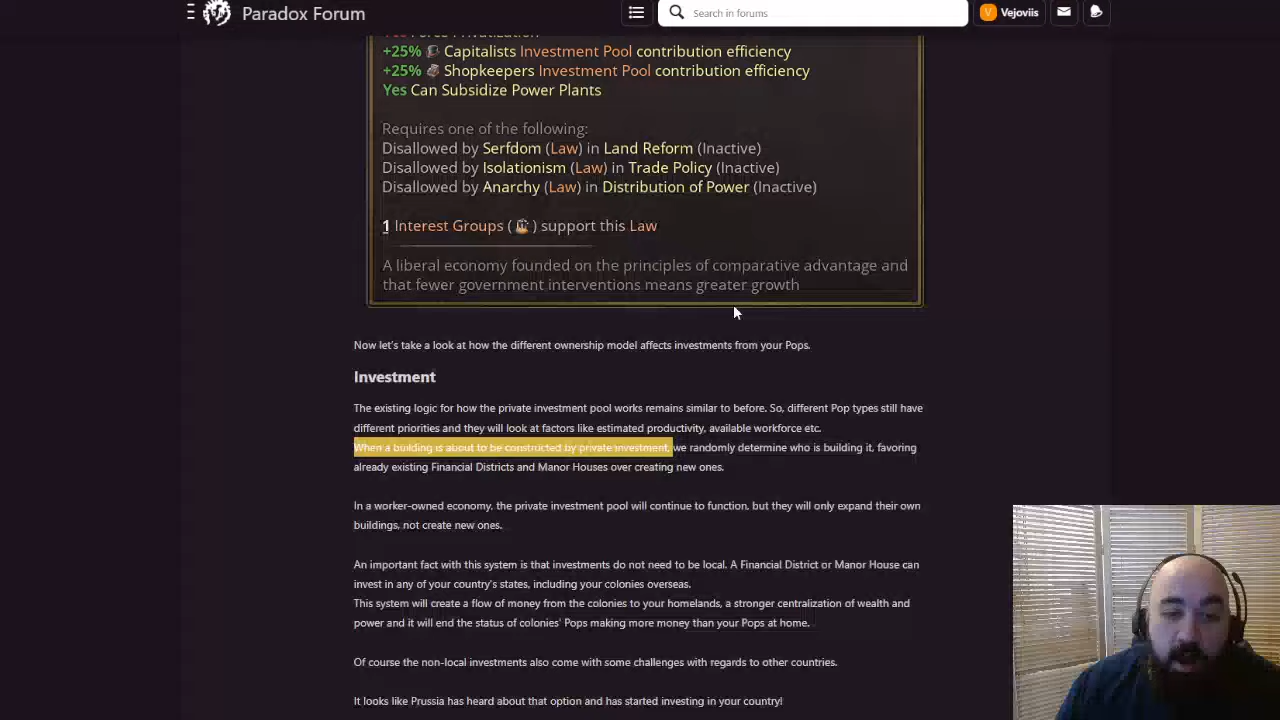 Paradox Forum
Search in forums
V Vejoviis
+25% Capitalists Investment Pool contribution efficiency
+25% Shopkeepers Investment Pool contribution efficiency
Yes Can Subsidize Power Plants
Requires one of the following:
Disallowed by Serfdom (Law) in Land Reform (Inactive)
Disallowed by Isolationism (Law) in Trade Policy (Inactive)
Disallowed by Anarchy (Law) in Distribution of Power (Inactive)
1 Interest Groups ( ) support this Law
A liberal economy founded on the principles of comparative advantage and
that fewer government interventions means greater growth
Now let's take a look at how the different ownership model affects investments from your Pops.
Investment
The existing logic for how the private investment pool works remains similar to before. So, different Pop types still have
different priorities and they will look at factors like estimated productivity, available workforce etc.
When a building is about to be constructed by private investment, we randomly determine who is building it, favoring
already existing Financial Districts and Manor Houses over creating new ones.
In a worker-owned economy, the private investment pool will continue to function, but they will only expand their own
buildings, not create new ones.
An important fact with this system is that investments do not need to be local. A Financial District or Manor House can
invest in any of your country's states, including your colonies overseas.
This system will create a flow of money from the colonies to your homelands, a stronger centralization of wealth and
power and it will end the status of colonies' Pops making more money than your Pops at home.
Of course the non-local investments also come with some challenges with regards to other countries.
It looks like Prussia has heard about that option and has started investing in your country!